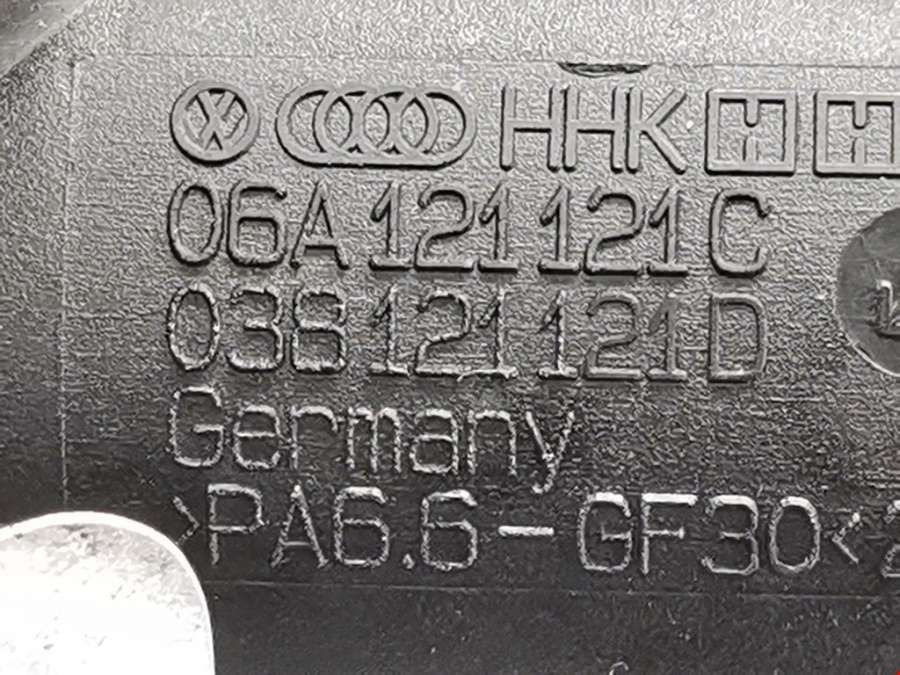 HHK
06A 121 121 C
038 121 121 D
Germany
>PA6.6-GF30<